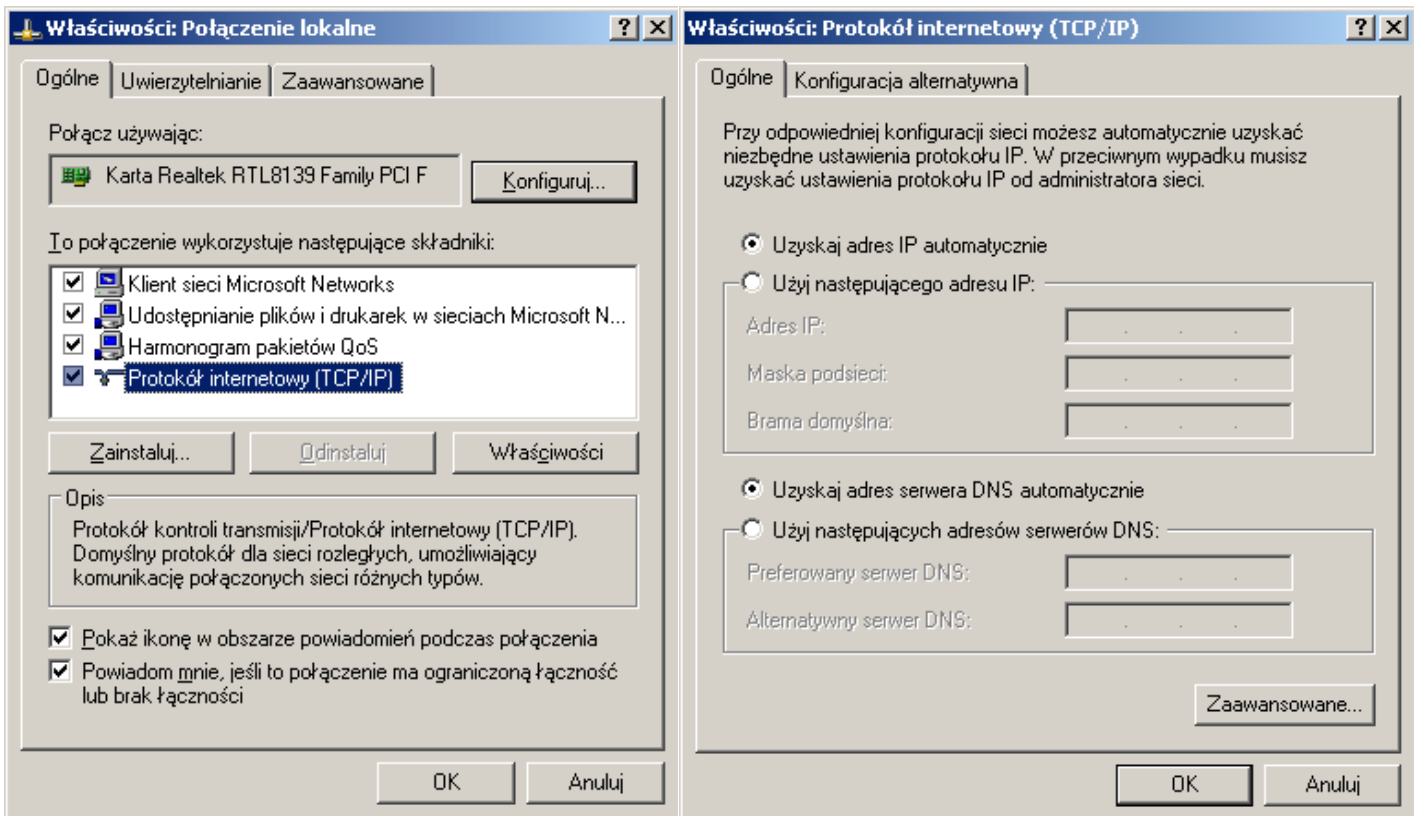 Właściwości: Połączenie lokalne
Ogólne
Uwierzytelnianie
Zaawansowane
Połącz używając:
Karta Realtek RTL8139 Family PCI F
Konfiguruj...
To połączenie wykorzystuje następujące składniki:
Klient sieci Microsoft Networks
Udostępnianie plików i drukarek w sieciach Microsoft N...
Harmonogram pakietów QoS
Protokół internetowy (TCP/IP)
Zainstaluj...
Odinstaluj
Właściwości
Opis
Protokół kontroli transmisji/Protokół internetowy (TCP/IP).
Domyślny protokół dla sieci rozległych, umożliwiający
komunikację połączonych sieci różnych typów.
Pokaż ikonę w obszarze powiadomień podczas połączenia
Powiadom mnie, jeśli to połączenie ma ograniczoną łączność
lub brak łączności
OK
Anuluj
Właściwości: Protokół internetowy (TCP/IP)
Ogólne
Konfiguracja alternatywna
Przy odpowiedniej konfiguracji sieci możesz automatycznie uzyskać
niezbędne ustawienia protokołu IP. W przeciwnym wypadku musisz
uzyskać ustawienia protokołu IP od administratora sieci.
Uzyskaj adres IP automatycznie
Użyj następującego adresu IP:
Adres IP:
Maska podsieci:
Brama domyślna:
Uzyskaj adres serwera DNS automatycznie
Użyj następujących adresów serwerów DNS:
Preferowany serwer DNS:
Alternatywny serwer DNS:
Zaawansowane...
OK
Anuluj